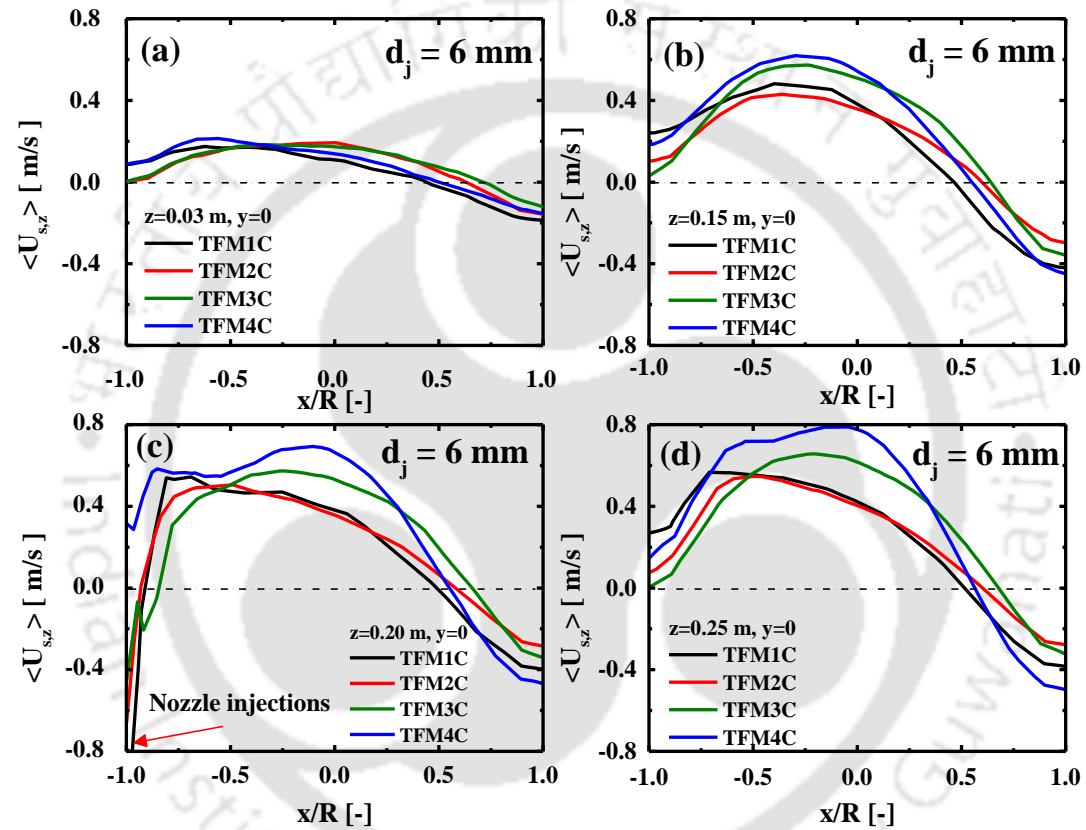 (a) d_j = 6 mm
<U_s,z> [ m/s ]
0.8
0.4
0.0
-0.4
-0.8
z=0.03 m, y=0
TFM1C
TFM2C
TFM3C
TFM4C
-1.0 -0.5 0.0 0.5 1.0
x/R [-]
(b) d_j = 6 mm
<U_s,z> [ m/s ]
0.8
0.4
0.0
-0.4
-0.8
z=0.15 m, y=0
TFM1C
TFM2C
TFM3C
TFM4C
-1.0 -0.5 0.0 0.5 1.0
x/R [-]
(c) d_j = 6 mm
<U_s,z> [ m/s ]
0.8
0.4
0.0
-0.4
-0.8
z=0.20 m, y=0
TFM1C
TFM2C
TFM3C
TFM4C
Nozzle injections
-1.0 -0.5 0.0 0.5 1.0
x/R [-]
(d) d_j = 6 mm
<U_s,z> [ m/s ]
0.8
0.4
0.0
-0.4
-0.8
z=0.25 m, y=0
TFM1C
TFM2C
TFM3C
TFM4C
-1.0 -0.5 0.0 0.5 1.0
x/R [-]